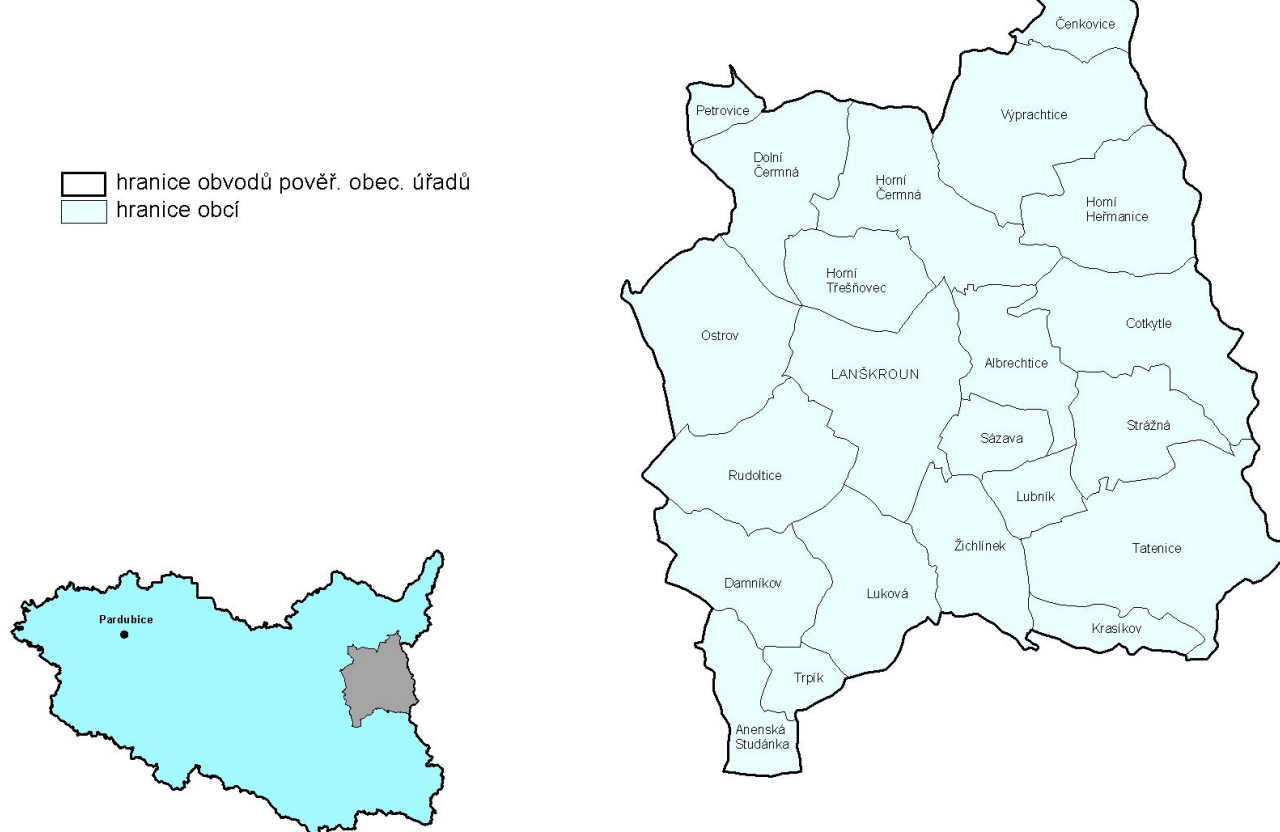 Čenkovice
Petrovice
Výprachtice
Dolní
Čermná
Horní
Čermná
hranice obvodů pověř. obec. úřadů
hranice obcí
Horní
Heřmanice
Horní
Třešňovec
Ostrov
Cotkytle
Albrechtice
LANŠKROUN
Strážná
Sázava
Rudoltice
Lubník
Žichlínek
Tatenice
Damníkov
Luková
Pardubice
Krasíkov
Trpík
Anenská
Studánka